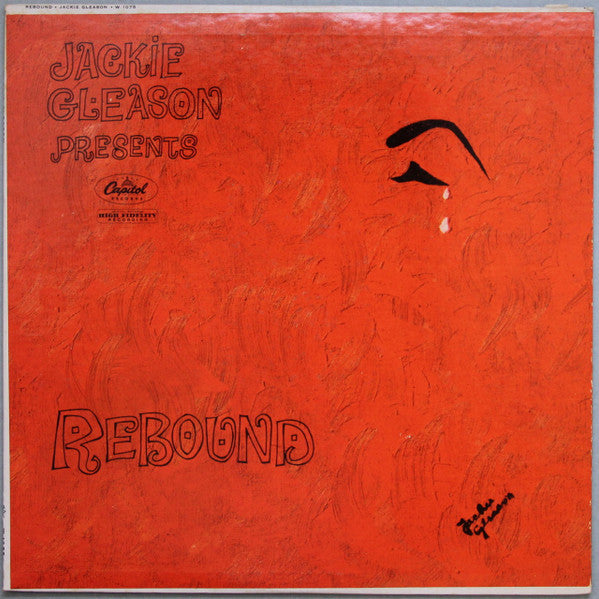 REBOUND • JACKIE GLEASON • W 1075
JACKIE
GLEASON
PRESENTS
Capitol
RECORDS
HIGH FIDELITY
RECORDING
REBOUND
Jackie
Gleason